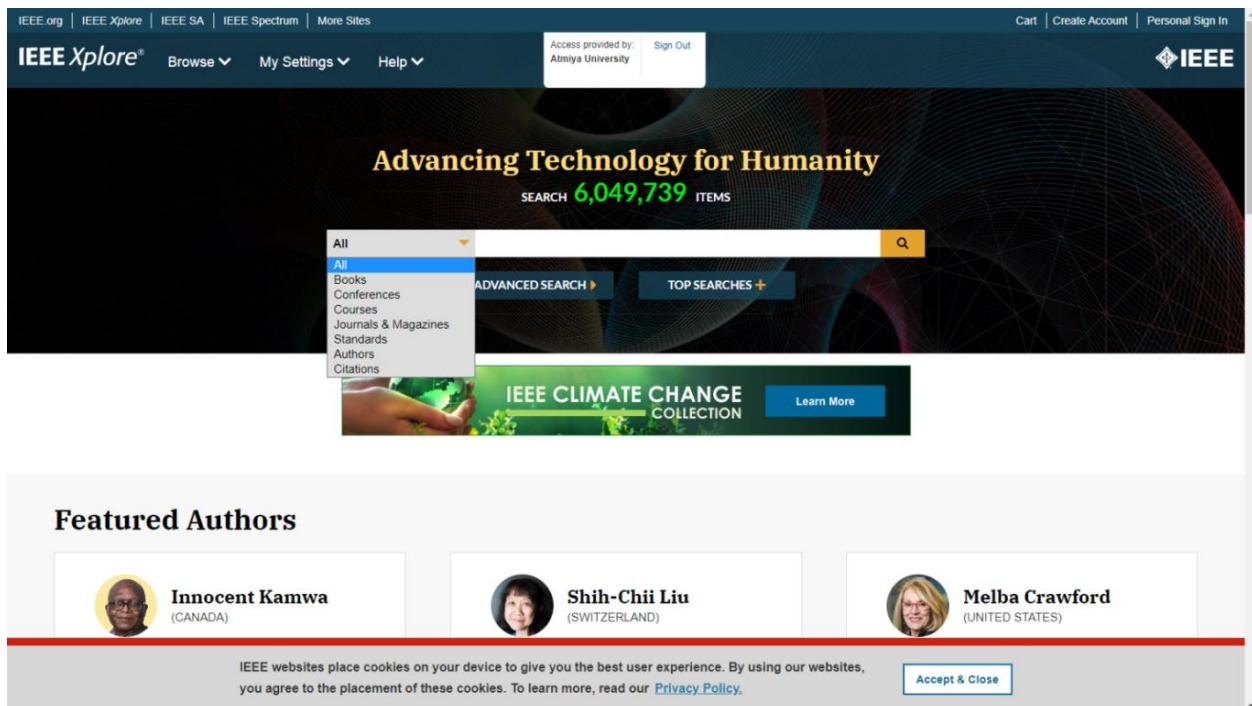 IEEE.org | IEEE Xplore | IEEE SA | IEEE Spectrum | More Sites
Cart | Create Account | Personal Sign In
IEEE Xplore®
Browse
My Settings
Help
Access provided by:
Atmiya University
Sign Out
IEEE
Advancing Technology for Humanity
SEARCH 6,049,739 ITEMS
All
All
Books
Conferences
Courses
Journals & Magazines
Standards
Authors
Citations
ADVANCED SEARCH
TOP SEARCHES +
IEEE CLIMATE CHANGE
COLLECTION
Learn More
Featured Authors
Innocent Kamwa
(CANADA)
Shih-Chii Liu
(SWITZERLAND)
Melba Crawford
(UNITED STATES)
IEEE websites place cookies on your device to give you the best user experience. By using our websites,
you agree to the placement of these cookies. To learn more, read our Privacy Policy.
Accept & Close